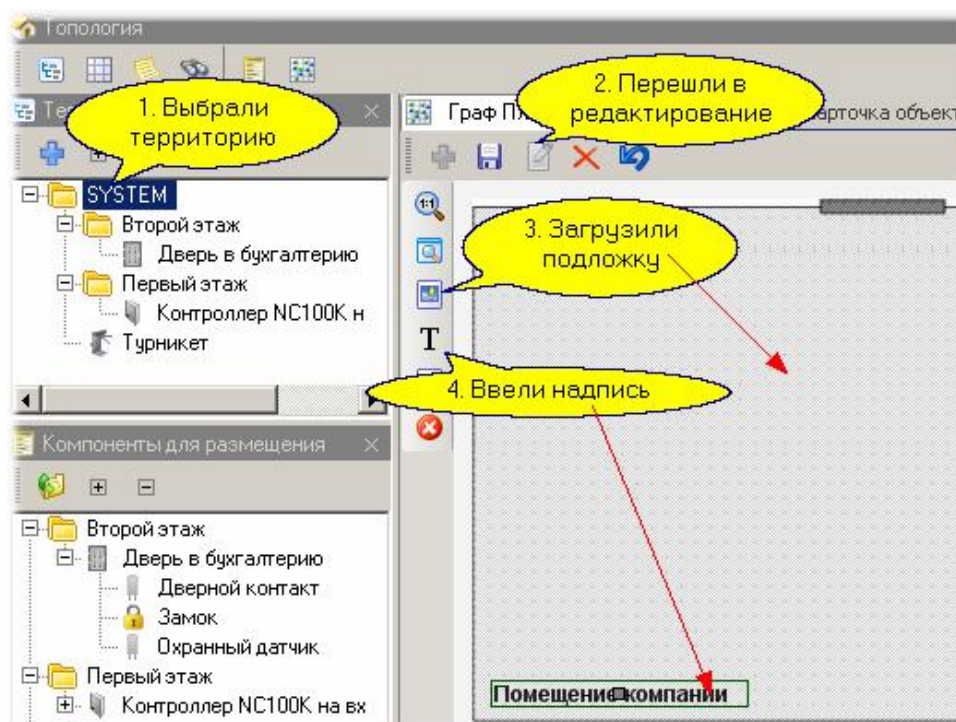 Топология
1. Выбрали
территорию
2. Перешли в
редактирование
Граф
арточка объект
SYSTEM
Второй этаж
Дверь в бухгалтерию
Первый этаж
Контроллер NC100K н
Турникет
1:1
3. Загрузили
подложку
T
4. Ввели надпись
Компоненты для размещения
Второй этаж
Дверь в бухгалтерию
Дверной контакт
Замок
Охранный датчик
Первый этаж
Контроллер NC100K на вх
Помещение компании